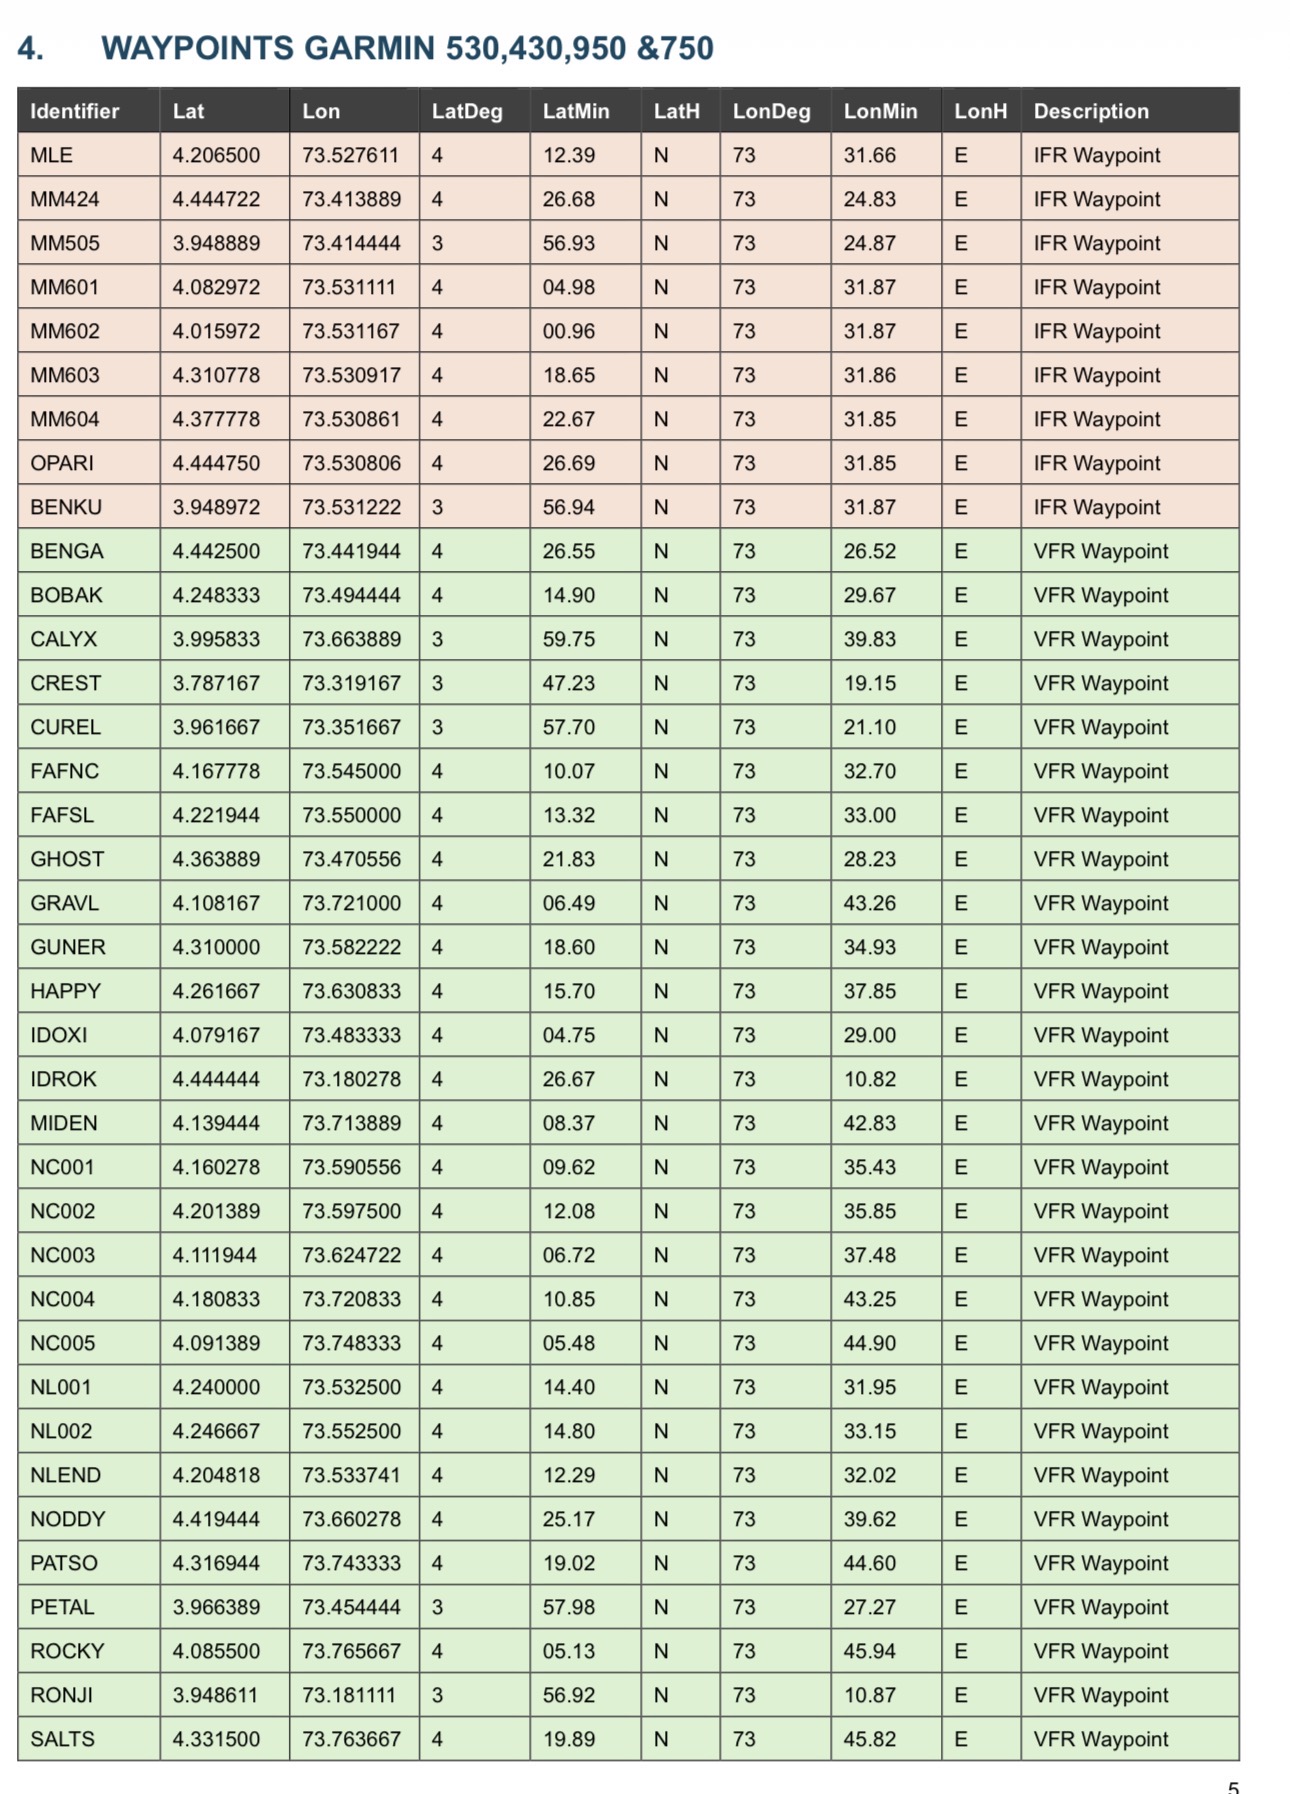 4. WAYPOINTS GARMIN 530,430,950 &750
Identifier Lat Lon LatDeg LatMin LatH LonDeg LonMin LonH Description
MLE 4.206500 73.527611 4 12.39 N 73 31.66 E IFR Waypoint
MM424 4.444722 73.413889 4 26.68 N 73 24.83 E IFR Waypoint
MM505 3.948889 73.414444 3 56.93 N 73 24.87 E IFR Waypoint
MM601 4.082972 73.531111 4 04.98 N 73 31.87 E IFR Waypoint
MM602 4.015972 73.531167 4 00.96 N 73 31.87 E IFR Waypoint
MM603 4.310778 73.530917 4 18.65 N 73 31.86 E IFR Waypoint
MM604 4.377778 73.530861 4 22.67 N 73 31.85 E IFR Waypoint
OPARI 4.444750 73.530806 4 26.69 N 73 31.85 E IFR Waypoint
BENKU 3.948972 73.531222 3 56.94 N 73 31.87 E IFR Waypoint
BENGA 4.442500 73.441944 4 26.55 N 73 26.52 E VFR Waypoint
BOBAK 4.248333 73.494444 4 14.90 N 73 29.67 E VFR Waypoint
CALYX 3.995833 73.663889 3 59.75 N 73 39.83 E VFR Waypoint
CREST 3.787167 73.319167 3 47.23 N 73 19.15 E VFR Waypoint
CUREL 3.961667 73.351667 3 57.70 N 73 21.10 E VFR Waypoint
FAFNC 4.167778 73.545000 4 10.07 N 73 32.70 E VFR Waypoint
FAFSL 4.221944 73.550000 4 13.32 N 73 33.00 E VFR Waypoint
GHOST 4.363889 73.470556 4 21.83 N 73 28.23 E VFR Waypoint
GRAVL 4.108167 73.721000 4 06.49 N 73 43.26 E VFR Waypoint
GUNER 4.310000 73.582222 4 18.60 N 73 34.93 E VFR Waypoint
HAPPY 4.261667 73.630833 4 15.70 N 73 37.85 E VFR Waypoint
IDOXI 4.079167 73.483333 4 04.75 N 73 29.00 E VFR Waypoint
IDROK 4.444444 73.180278 4 26.67 N 73 10.82 E VFR Waypoint
MIDEN 4.139444 73.713889 4 08.37 N 73 42.83 E VFR Waypoint
NC001 4.160278 73.590556 4 09.62 N 73 35.43 E VFR Waypoint
NC002 4.201389 73.597500 4 12.08 N 73 35.85 E VFR Waypoint
NC003 4.111944 73.624722 4 06.72 N 73 37.48 E VFR Waypoint
NC004 4.180833 73.720833 4 10.85 N 73 43.25 E VFR Waypoint
NC005 4.091389 73.748333 4 05.48 N 73 44.90 E VFR Waypoint
NL001 4.240000 73.532500 4 14.40 N 73 31.95 E VFR Waypoint
NL002 4.246667 73.552500 4 14.80 N 73 33.15 E VFR Waypoint
NLEND 4.204818 73.533741 4 12.29 N 73 32.02 E VFR Waypoint
NODDY 4.419444 73.660278 4 25.17 N 73 39.62 E VFR Waypoint
PATSO 4.316944 73.743333 4 19.02 N 73 44.60 E VFR Waypoint
PETAL 3.966389 73.454444 3 57.98 N 73 27.27 E VFR Waypoint
ROCKY 4.085500 73.765667 4 05.13 N 73 45.94 E VFR Waypoint
RONJI 3.948611 73.181111 3 56.92 N 73 10.87 E VFR Waypoint
SALTS 4.331500 73.763667 4 19.89 N 73 45.82 E VFR Waypoint
5